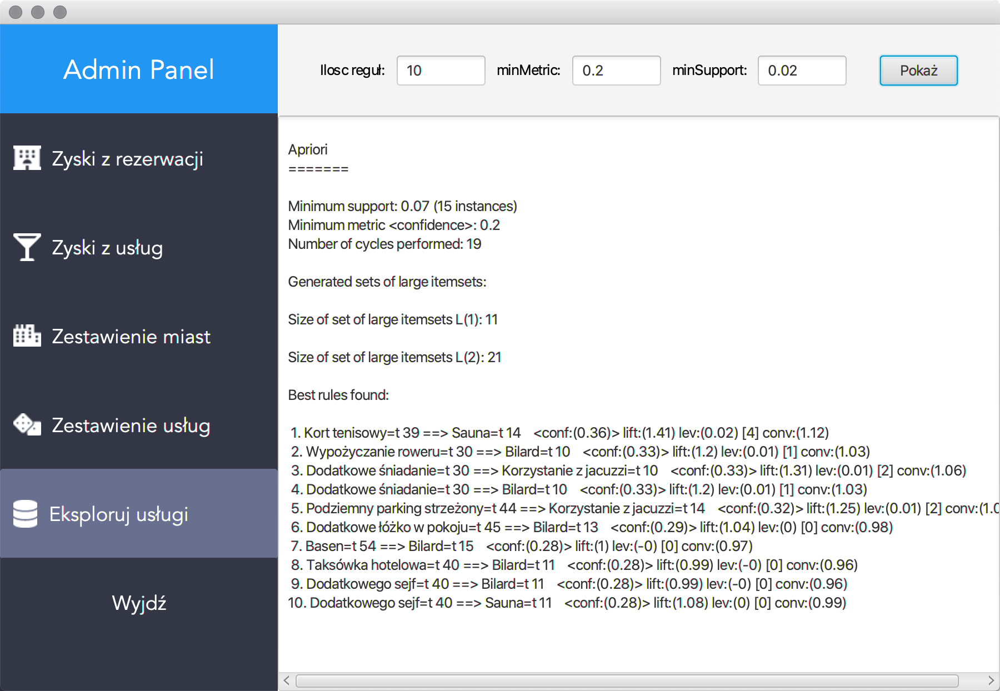 Admin Panel
Zyski z rezerwacji
Zyski z usług
Zestawienie miast
Zestawienie usług
Eksploruj usługi
Wyjdź
Ilosc reguł: 10 minMetric: 0.2 minSupport: 0.02 Pokaż
Apriori
=======
Minimum support: 0.07 (15 instances)
Minimum metric <confidence>: 0.2
Number of cycles performed: 19
Generated sets of large itemsets:
Size of set of large itemsets L(1): 11
Size of set of large itemsets L(2): 21
Best rules found:
1. Kort tenisowy=t 39 ==> Sauna=t 14 <conf:(0.36)> lift:(1.41) lev:(0.02) [4] conv:(1.12)
2. Wypożyczanie roweru=t 30 ==> Bilard=t 10 <conf:(0.33)> lift:(1.2) lev:(0.01) [1] conv:(1.03)
3. Dodatkowe śniadanie=t 30 ==> Korzystanie z jacuzzi=t 10 <conf:(0.33)> lift:(1.31) lev:(0.01) [2] conv:(1.06)
4. Dodatkowe śniadanie=t 30 ==> Bilard=t 10 <conf:(0.33)> lift:(1.2) lev:(0.01) [1] conv:(1.03)
5. Podziemny parking strzeżony=t 44 ==> Korzystanie z jacuzzi=t 14 <conf:(0.32)> lift:(1.25) lev:(0.01) [2]
6. Dodatkowe łóżko w pokoju=t 45 ==> Bilard=t 13 <conf:(0.29)> lift:(1.04) lev:(0) [0] conv:(0.98)
7. Basen=t 54 ==> Bilard=t 15 <conf:(0.28)> lift:(1) lev:(-0) [0] conv:(0.97)
8. Taksówka hotelowa=t 40 ==> Bilard=t 11 <conf:(0.28)> lift:(0.99) lev:(-0) [0] conv:(0.96)
9. Dodatkowego sejf=t 40 ==> Bilard=t 11 <conf:(0.28)> lift:(0.99) lev:(-0) [0] conv:(0.96)
10. Dodatkowego sejf=t 40 ==> Sauna=t 11 <conf:(0.28)> lift:(1.08) lev:(0) [0] conv:(0.99)